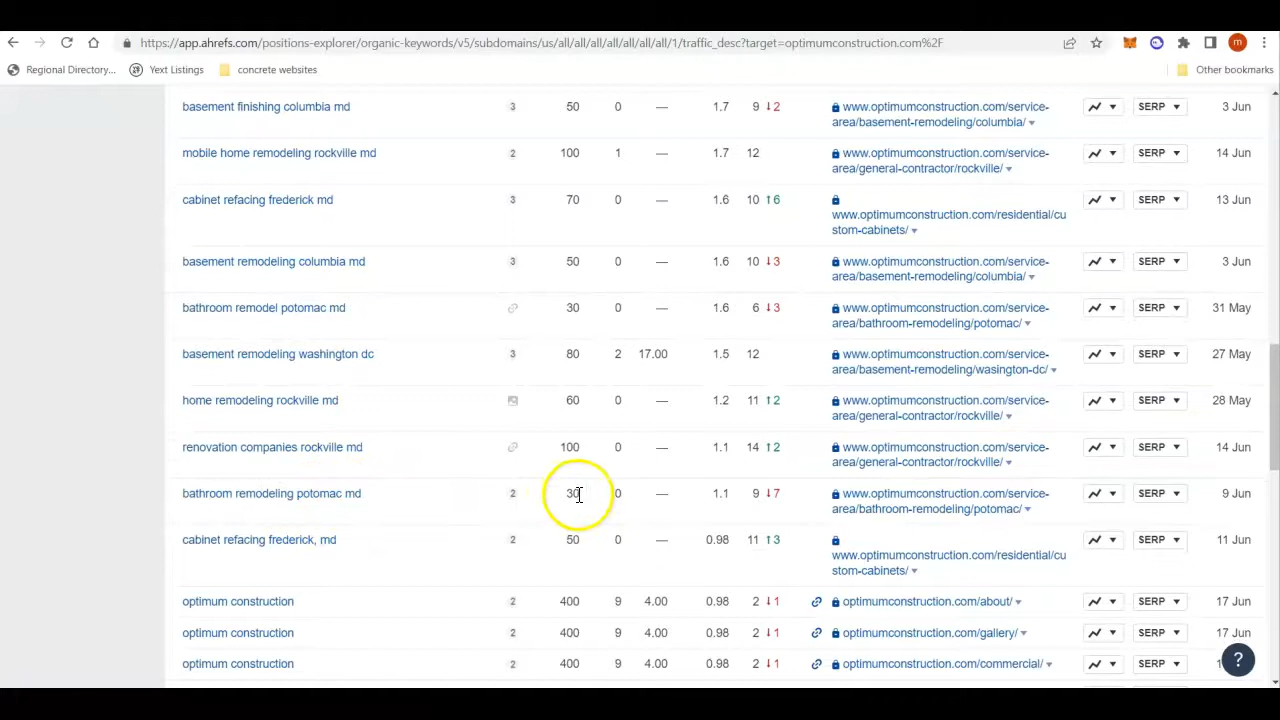 https://app.ahrefs.com/positions-explorer/organic-keywords/v5/subdomains/us/all/all/all/all/all/all/all/1/traffic_desc?target=optimumconstruction.com%2F
m
Regional Directory... Yext Listings concrete websites Other bookmarks
basement finishing columbia md 3 50 0 — 1.7 9 ↓2 www.optimumconstruction.com/service- SERP 3 Jun
area/basement-remodeling/columbia/
mobile home remodeling rockville md 2 100 1 — 1.7 12 www.optimumconstruction.com/service- SERP 14 Jun
area/general-contractor/rockville/
cabinet refacing frederick md 3 70 0 — 1.6 10 ↑6 SERP 13 Jun
www.optimumconstruction.com/residential/cu
stom-cabinets/
basement remodeling columbia md 3 50 0 — 1.6 10 ↓3 www.optimumconstruction.com/service- SERP 3 Jun
area/basement-remodeling/columbia/
bathroom remodel potomac md 30 0 — 1.6 6 ↓3 www.optimumconstruction.com/service- SERP 31 May
area/bathroom-remodeling/potomac/
basement remodeling washington dc 3 80 2 17.00 1.5 12 www.optimumconstruction.com/service- SERP 27 May
area/basement-remodeling/wasington-dc/
home remodeling rockville md 60 0 — 1.2 11 ↑2 www.optimumconstruction.com/service- SERP 28 May
area/general-contractor/rockville/
renovation companies rockville md 100 0 — 1.1 14 ↑2 www.optimumconstruction.com/service- SERP 14 Jun
area/general-contractor/rockville/
bathroom remodeling potomac md 2 30 0 — 1.1 9 ↓7 www.optimumconstruction.com/service- SERP 9 Jun
area/bathroom-remodeling/potomac/
cabinet refacing frederick, md 2 50 0 — 0.98 11 ↑3 SERP 11 Jun
www.optimumconstruction.com/residential/cu
stom-cabinets/
optimum construction 2 400 9 4.00 0.98 2 ↓1 optimumconstruction.com/about/ SERP 17 Jun
optimum construction 2 400 9 4.00 0.98 2 ↓1 optimumconstruction.com/gallery/ SERP 17 Jun
optimum construction 2 400 9 4.00 0.98 2 ↓1 optimumconstruction.com/commercial/ SERP
?